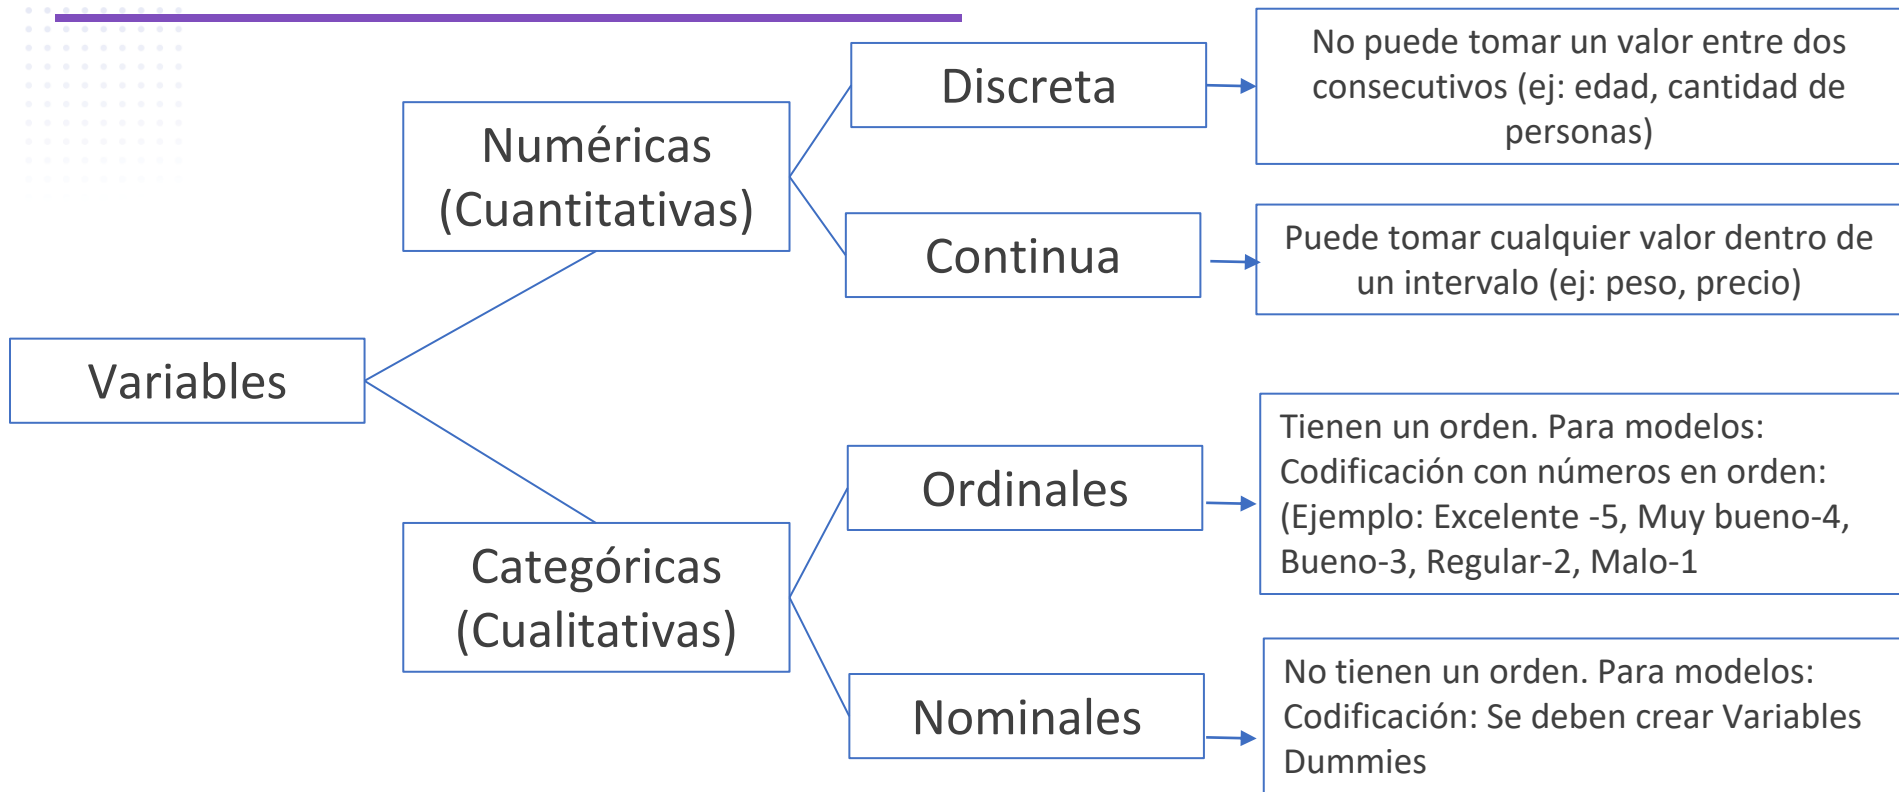 Variables
Numéricas
(Cuantitativas)
Discreta
No puede tomar un valor entre dos
consecutivos (ej: edad, cantidad de
personas)
Continua
Puede tomar cualquier valor dentro de
un intervalo (ej: peso, precio)
Categóricas
(Cualitativas)
Ordinales
Tienen un orden. Para modelos:
Codificación con números en orden:
(Ejemplo: Excelente -5, Muy bueno-4,
Bueno-3, Regular-2, Malo-1
Nominales
No tienen un orden. Para modelos:
Codificación: Se deben crear Variables
Dummies